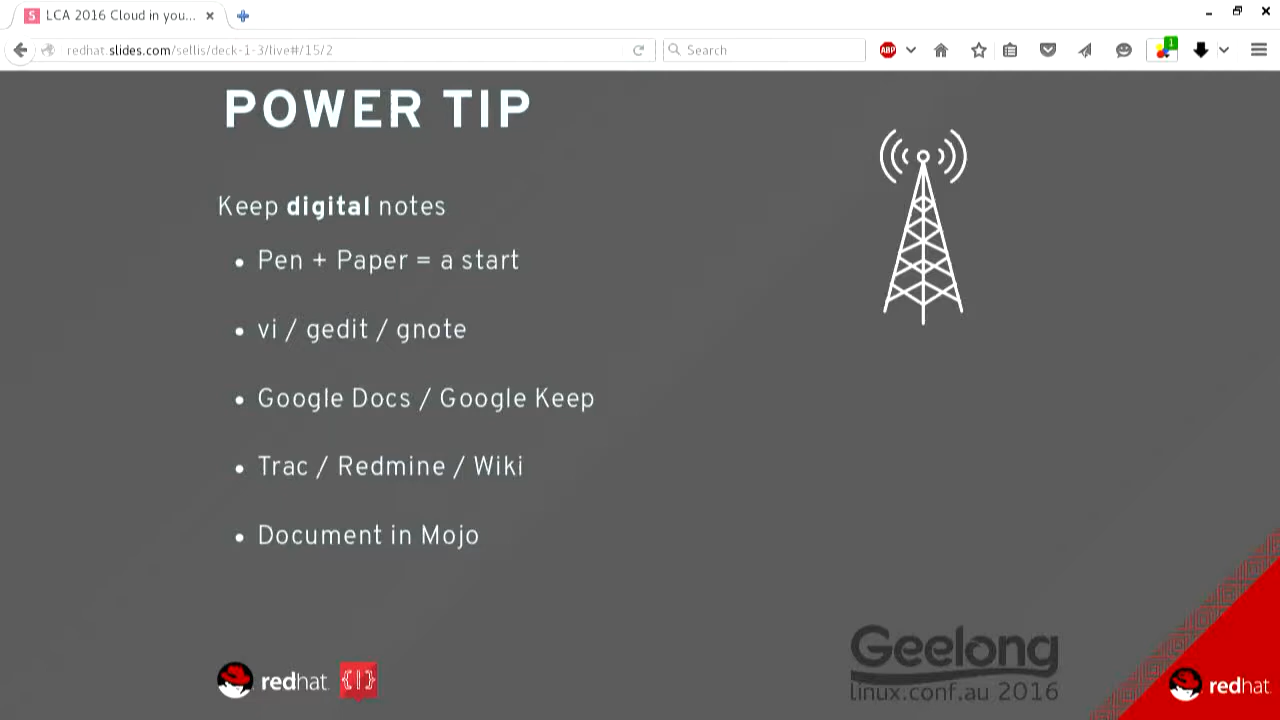 LCA 2016 Cloud in you...
redhat.slides.com/sellis/deck-1-3/live#/15/2
Search
ABP
1
POWER TIP
Keep digital notes
Pen + Paper = a start
vi / gedit / gnote
Google Docs / Google Keep
Trac / Redmine / Wiki
Document in Mojo
redhat.
Geelong
linux.conf.au 2016
redhat.